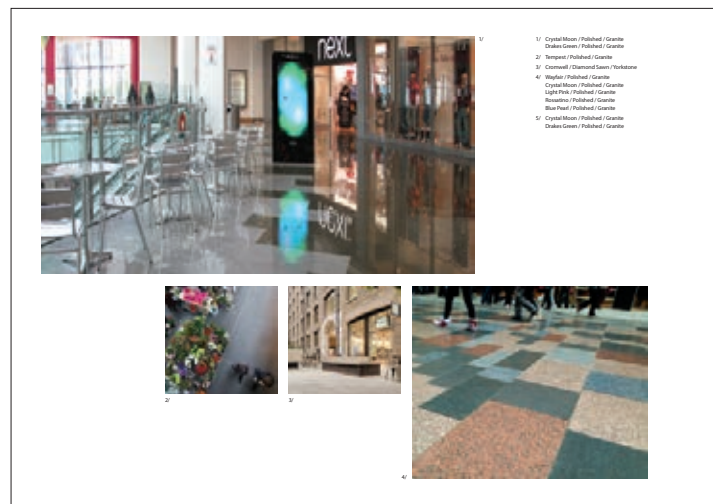 next
1/
1/ Crystal Moon / Polished / Granite
Drakes Green / Polished / Granite
2/ Tempest / Polished / Granite
3/ Cromwell / Diamond Sawn / Yorkstone
4/ Wayfair / Polished / Granite
Crystal Moon / Polished / Granite
Light Pink / Polished / Granite
Rossatino / Polished / Granite
Blue Pearl / Polished / Granite
5/ Crystal Moon / Polished / Granite
Drakes Green / Polished / Granite
2/
3/
4/